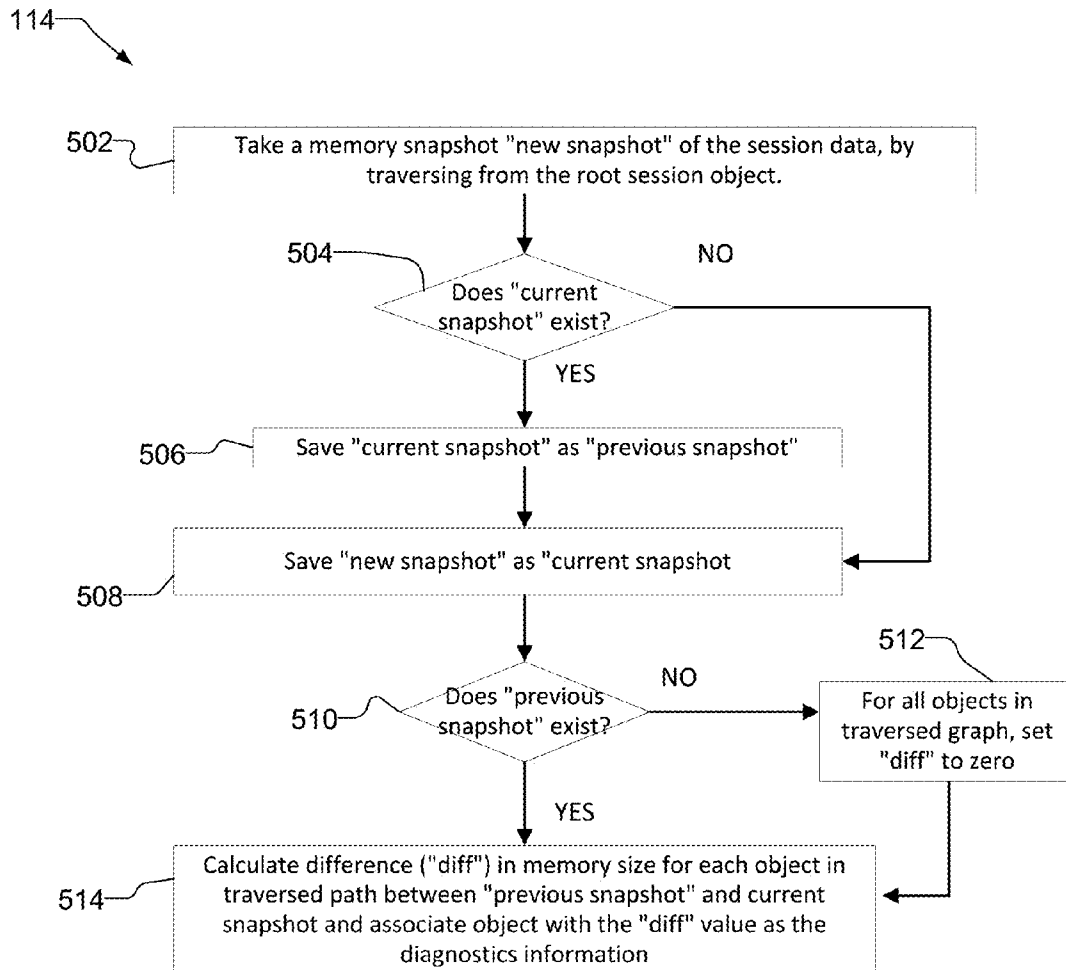 114
502
Take a memory snapshot "new snapshot" of the session data, by
traversing from the root session object.
504
NO
Does "current
snapshot" exist?
YES
506
Save "current snapshot" as "previous snapshot"
Save "new snapshot" as "current snapshot
508
512
NO
510
Does "previous
snapshot" exist?
For all objects in
traversed graph, set
"diff" to zero
YES
514
Calculate difference ("diff") in memory size for each object in
traversed path between "previous snapshot" and current
snapshot and associate object with the "diff" value as the
diagnostics information